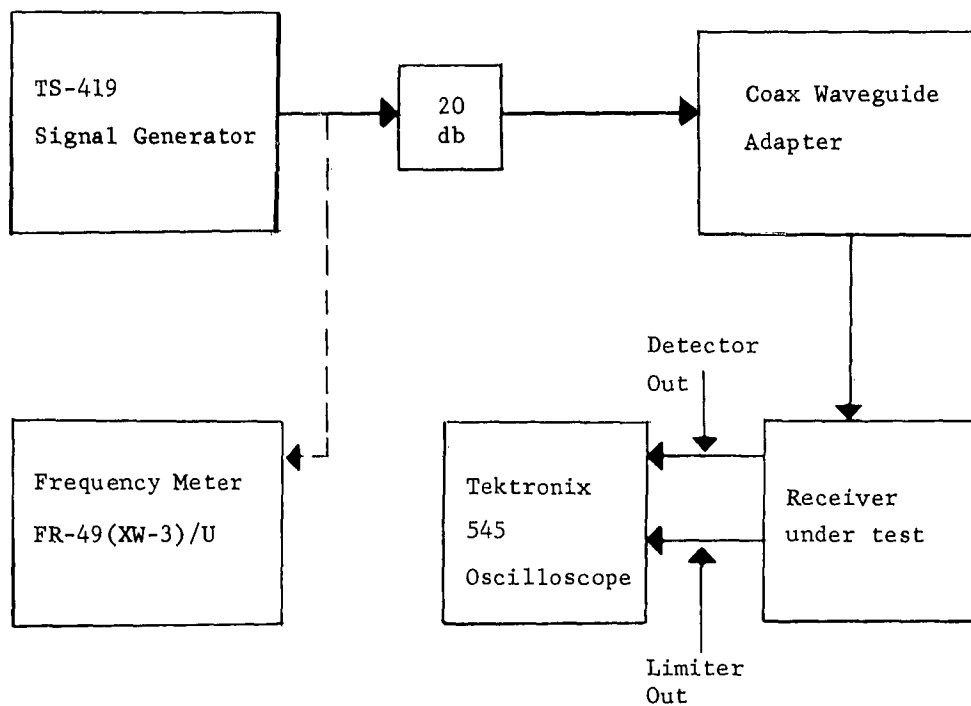 TS-419
Signal Generator
20
db
Coax Waveguide
Adapter
Detector
Out
Frequency Meter
FR-49(XW-3)/U
Tektronix
545
Oscilloscope
Receiver
under test
Limiter
Out